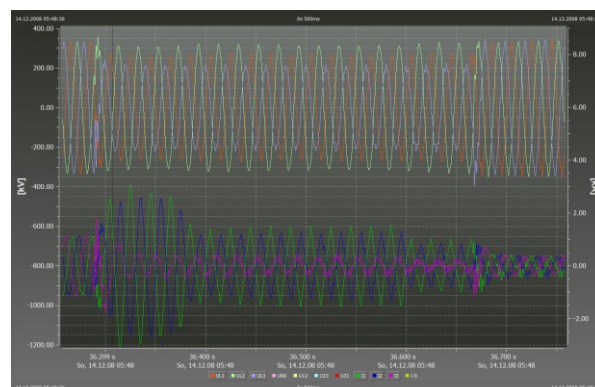 14.12.2008 05:48:36
0x 500ms
14.12.2008 05:48
400.00
200.00
0.00
-200.00
-400.00
-600.00
-800.00
-1000.00
-1200.00
[kV]
8.00
6.00
4.00
2.00
0.00
-2.00
36.299 s
So, 14.12.08 05:48
36.400 s
So, 14.12.08 05:48
36.500 s
So, 14.12.08 05:48
36.600 s
So, 14.12.08 05:48
36.700 s
So, 14.12.08 05:48
UL1 UL2 UL3